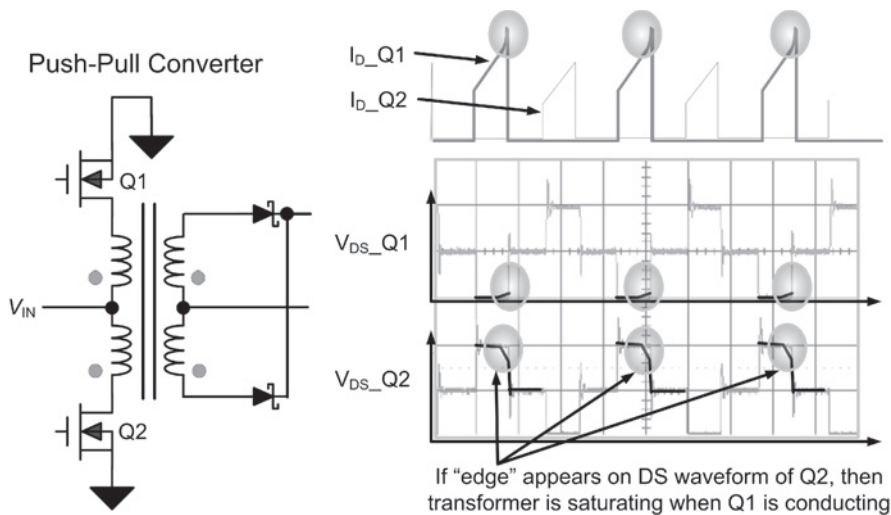 Push-Pull Converter
Q1
V_IN
Q2
I_D_Q1
I_D_Q2
V_DS_Q1
V_DS_Q2
If "edge" appears on DS waveform of Q2, then
transformer is saturating when Q1 is conducting